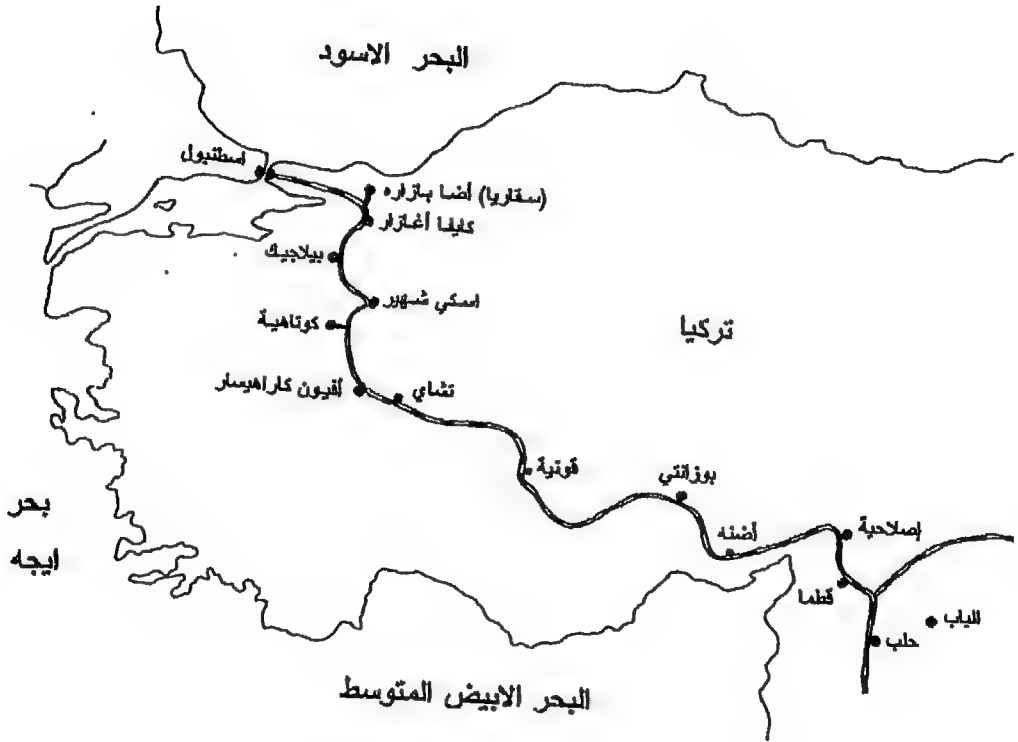 البحر الاسود
اسطنبول
(سقاريا) أضا بازاره
كايفا أغازار
بيلاجيك
اسكي شهير
كوتاهية
تركيا
أفيون كاراهيسار
تشاي
قونية
بوزانتي
أضنه
إصلاحية
قطما
الباب
حلب
بحر
ايجه
البحر الابيض المتوسط